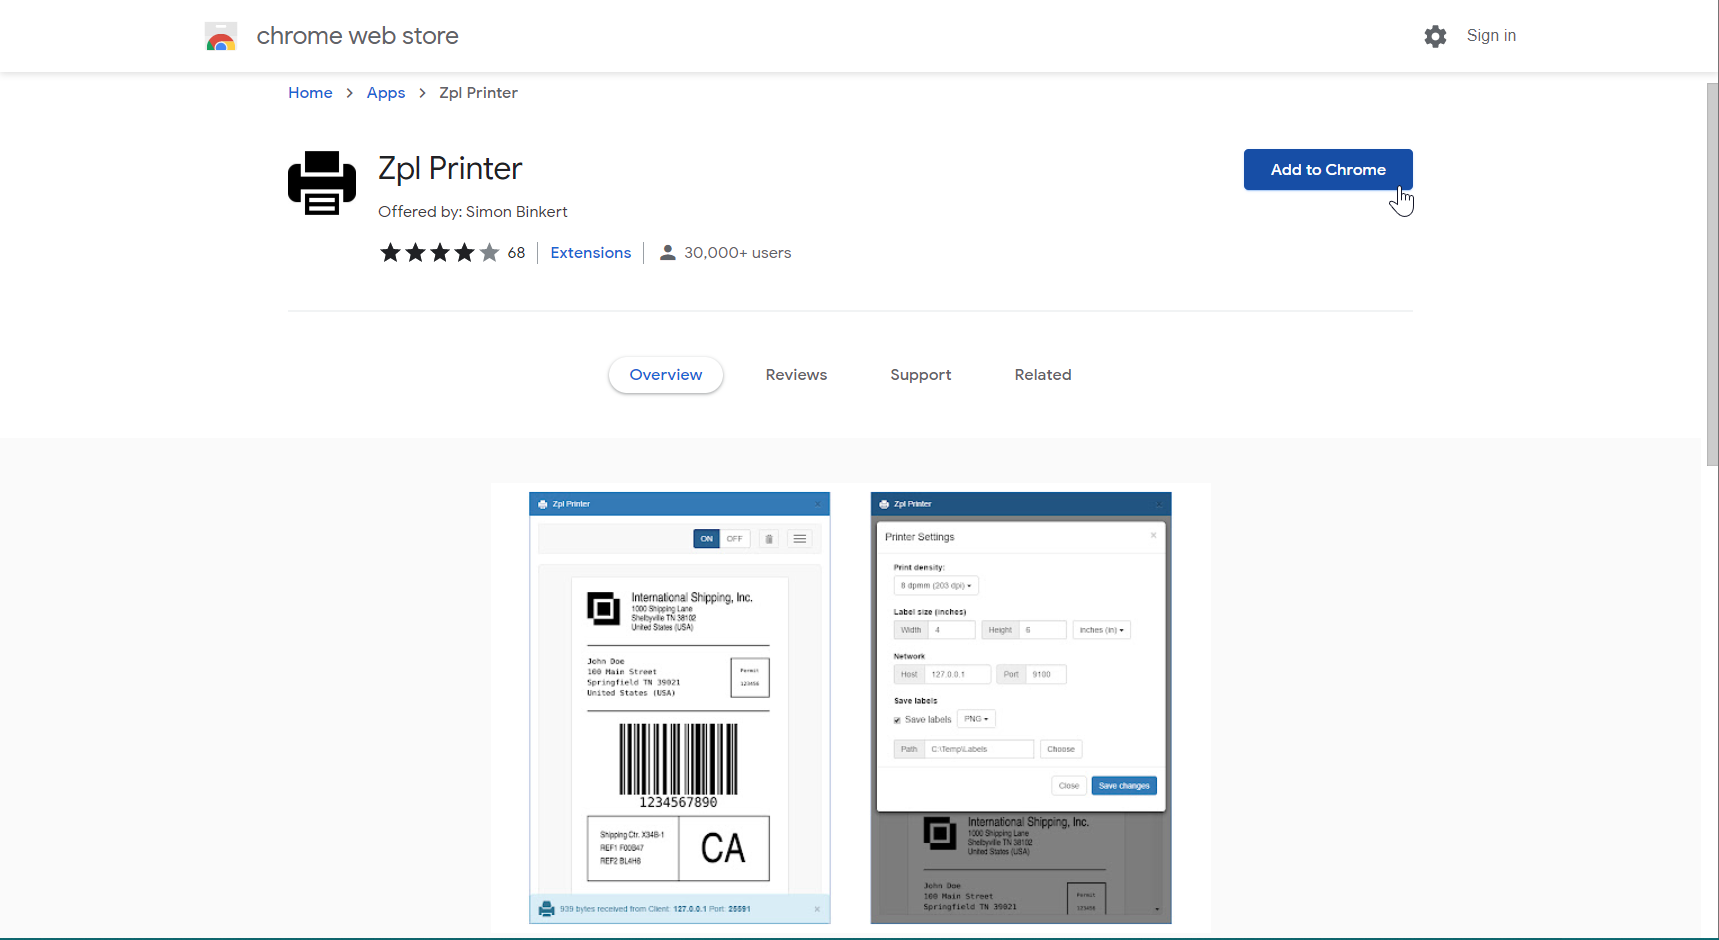 chrome web store
Sign in
Home > Apps > Zpl Printer
Zpl Printer
Add to Chrome
Offered by: Simon Binkert
68 Extensions 30,000+ users
Overview Reviews Support Related
Zpl Printer
ON OFF
International Shipping, Inc.
1000 Shipping Lane
Shelbyville TN 38102
United States (USA)
John Doe
100 Main Street
Springfield TN 39021
United States (USA)
Permit
123456
1234567890
Shipping Ctr. X34B-1
REF1 F00B47
REF2 BL4H8
CA
939 bytes received from Client: 127.0.0.1 Port: 25591 ×
Zpl Printer
Printer Settings ×
Print density:
8 dpmm (203 dpi)
Label size (inches)
Width 4 Height 6 inches (in)
Network
Host 127.0.0.1 Port 9100
Save labels
Save labels PNG
Path C:\Temp\Labels Choose
Close Save changes
International Shipping, Inc.
1000 Shipping Lane
Shelbyville TN 38102
United States (USA)
John Doe
100 Main Street
Springfield TN 39021
Permit
123456